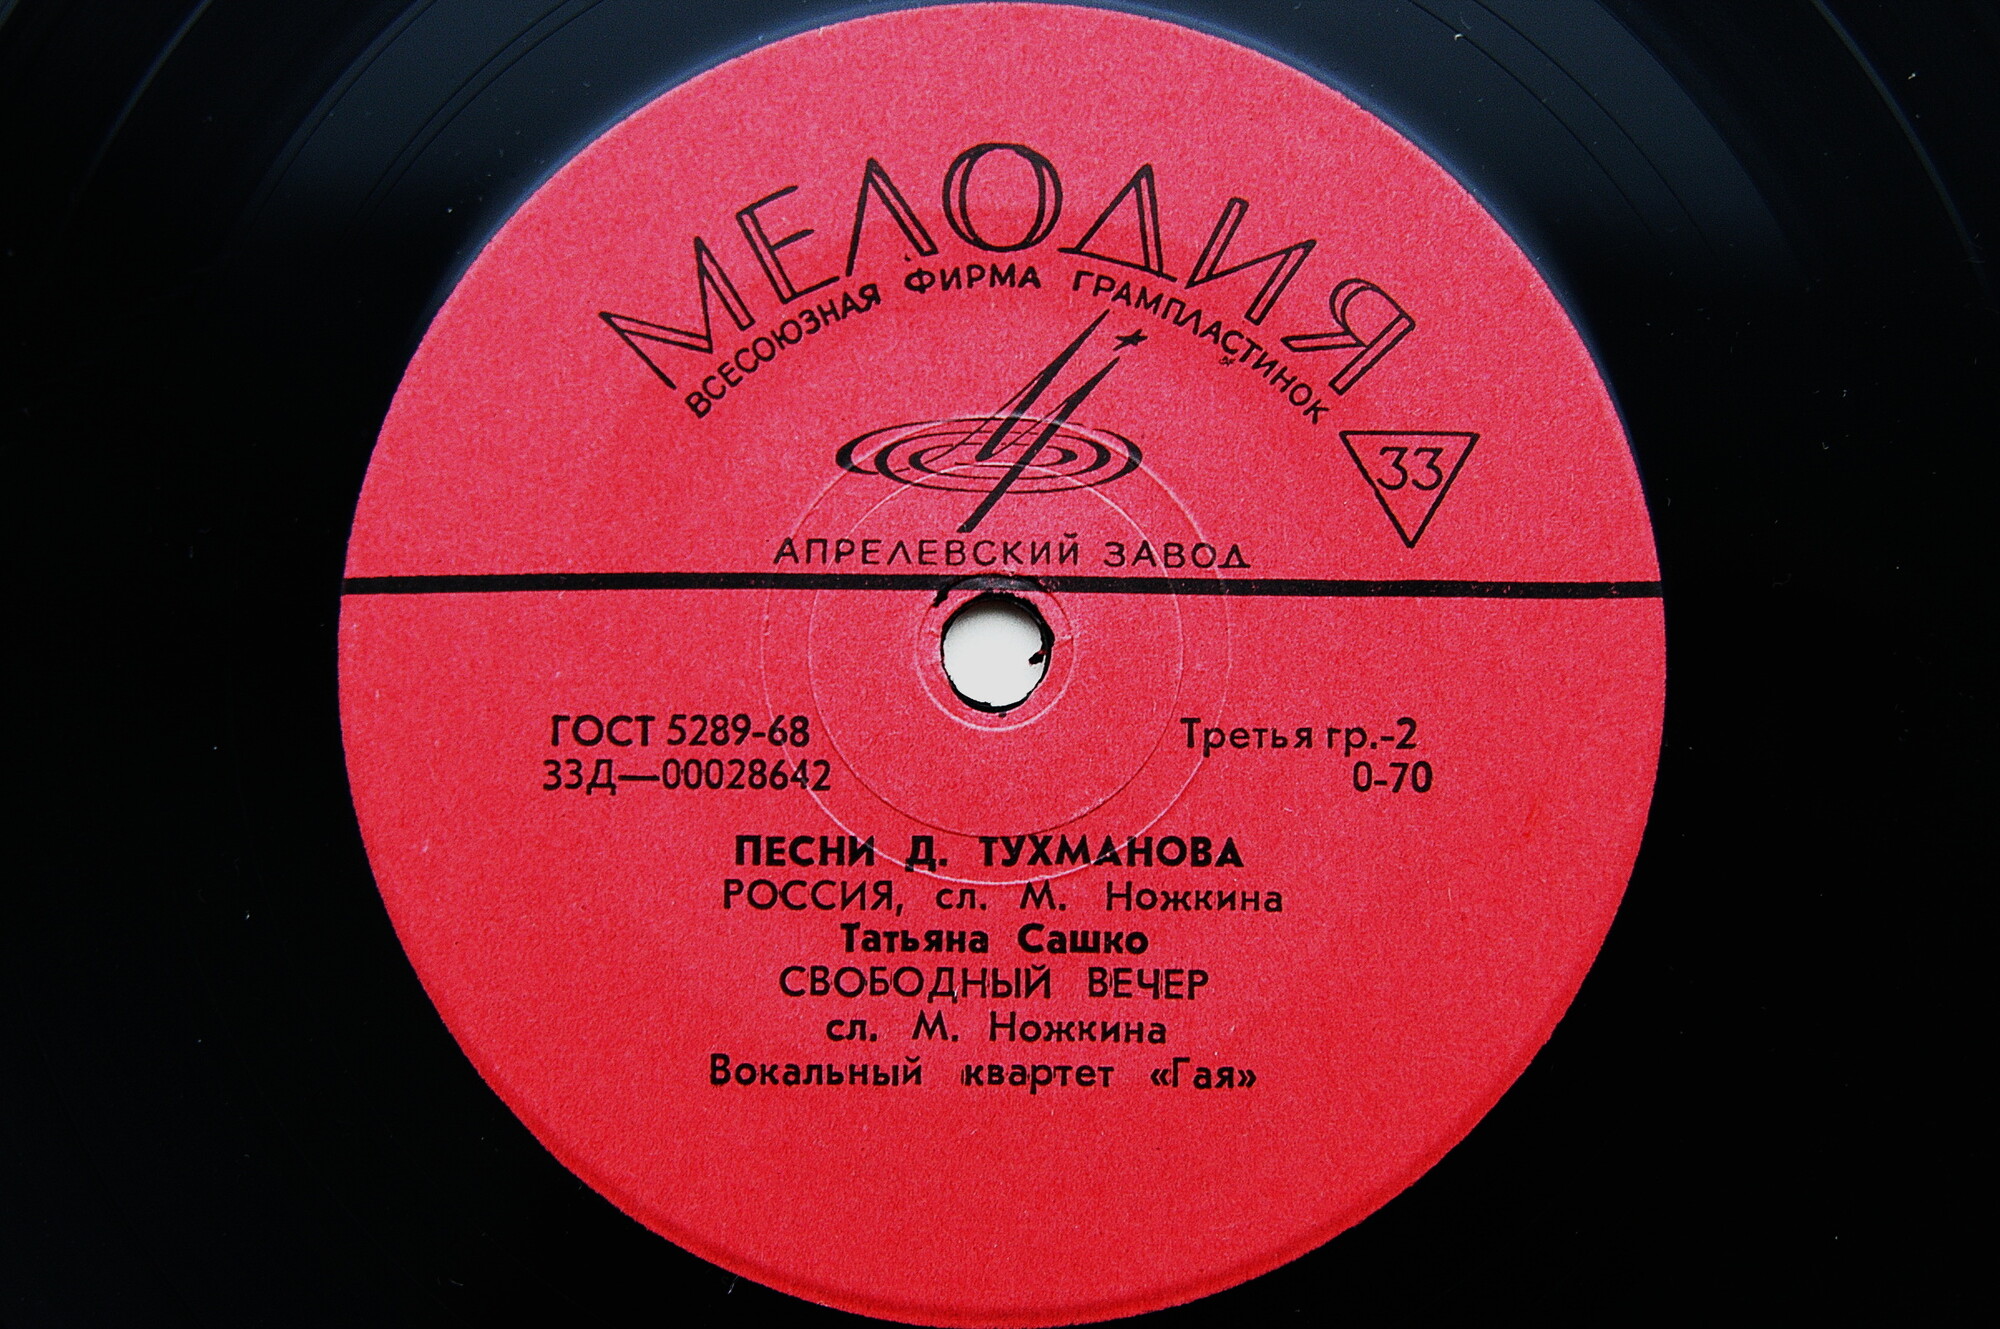 МЕЛОДИЯ
ВСЕСОЮЗНАЯ ФИРМА ГРАМПЛАСТИНОК
33
АПРЕЛЕВСКИЙ ЗАВОД
ГОСТ 5289-68
Третья гр.-2
33Д—00028642
0-70
ПЕСНИ Д. ТУХМАНОВА
РОССИЯ, сл. М. Ножкина
Татьяна Сашко
СВОБОДНЫЙ ВЕЧЕР
сл. М. Ножкина
Вокальный квартет «Гая»